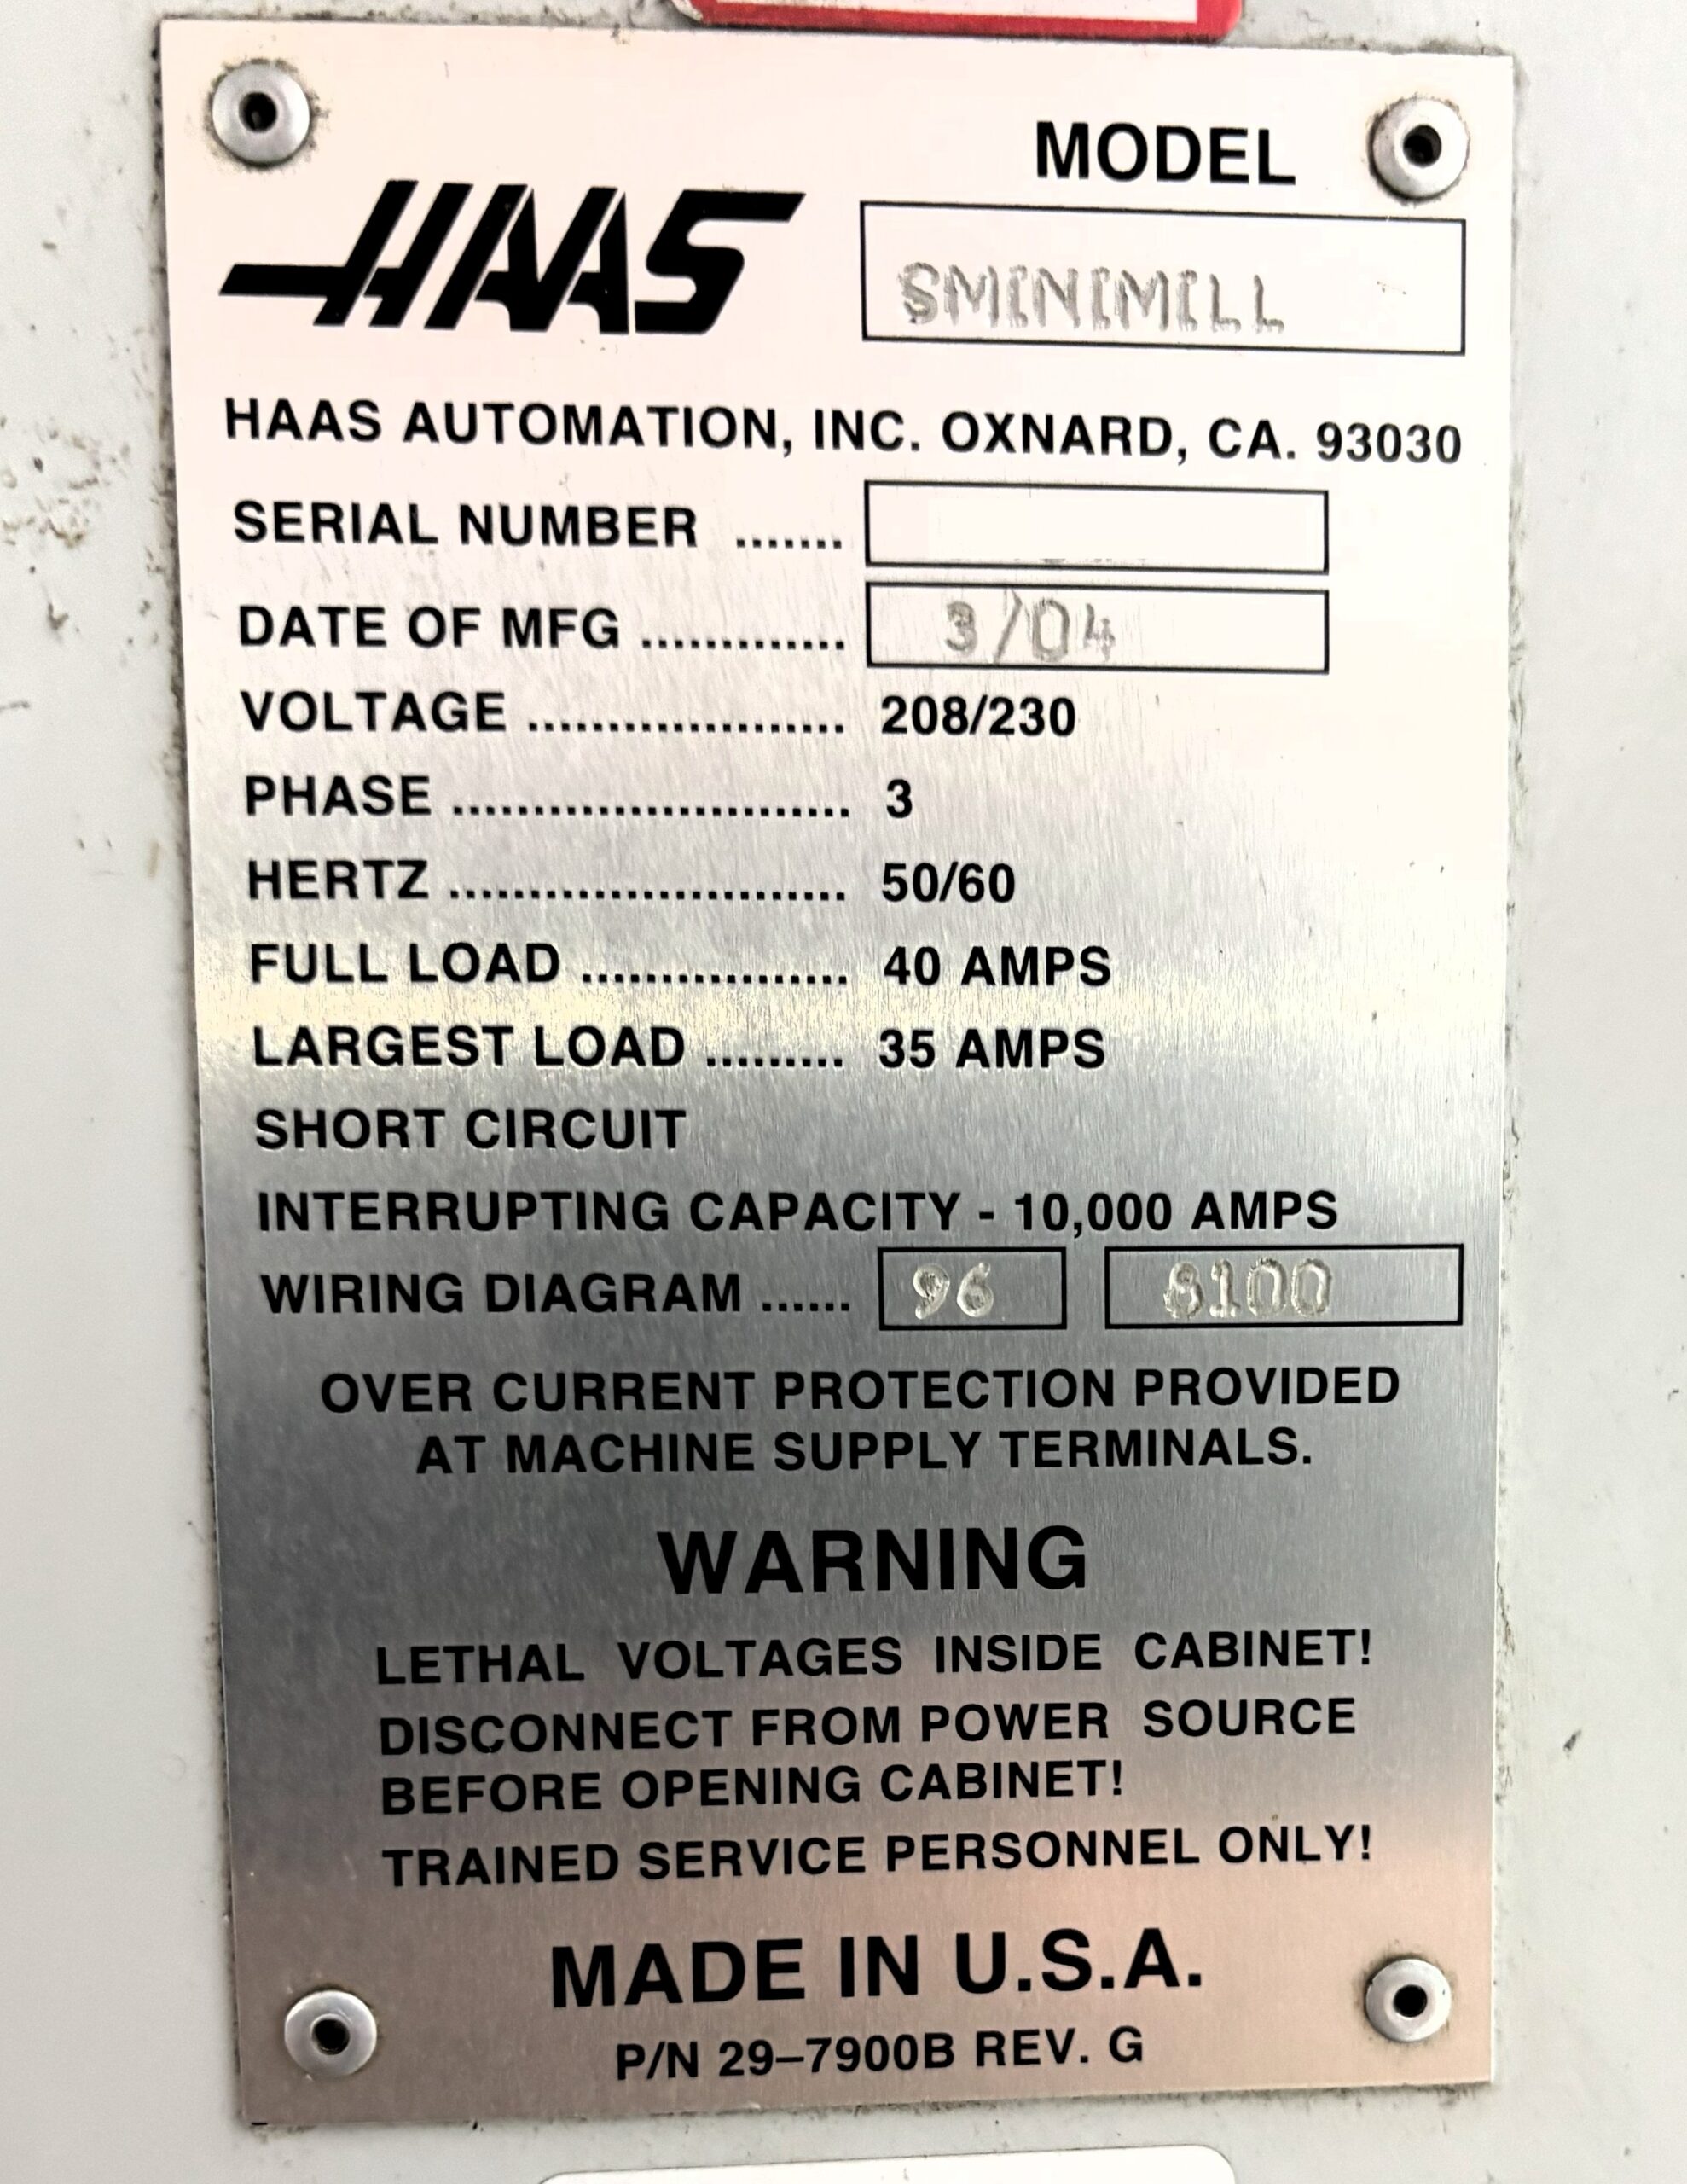 MODEL
HAAS
SMINIMILL
HAAS AUTOMATION, INC. OXNARD, CA. 93030
SERIAL NUMBER .......
DATE OF MFG ............. 3/04
VOLTAGE .................... 208/230
PHASE ......................... 3
HERTZ ......................... 50/60
FULL LOAD ................. 40 AMPS
LARGEST LOAD ......... 35 AMPS
SHORT CIRCUIT
INTERRUPTING CAPACITY - 10,000 AMPS
WIRING DIAGRAM ...... 96 8100
OVER CURRENT PROTECTION PROVIDED
AT MACHINE SUPPLY TERMINALS.
WARNING
LETHAL VOLTAGES INSIDE CABINET!
DISCONNECT FROM POWER SOURCE
BEFORE OPENING CABINET!
TRAINED SERVICE PERSONNEL ONLY!
MADE IN U.S.A.
P/N 29–7900B REV. G